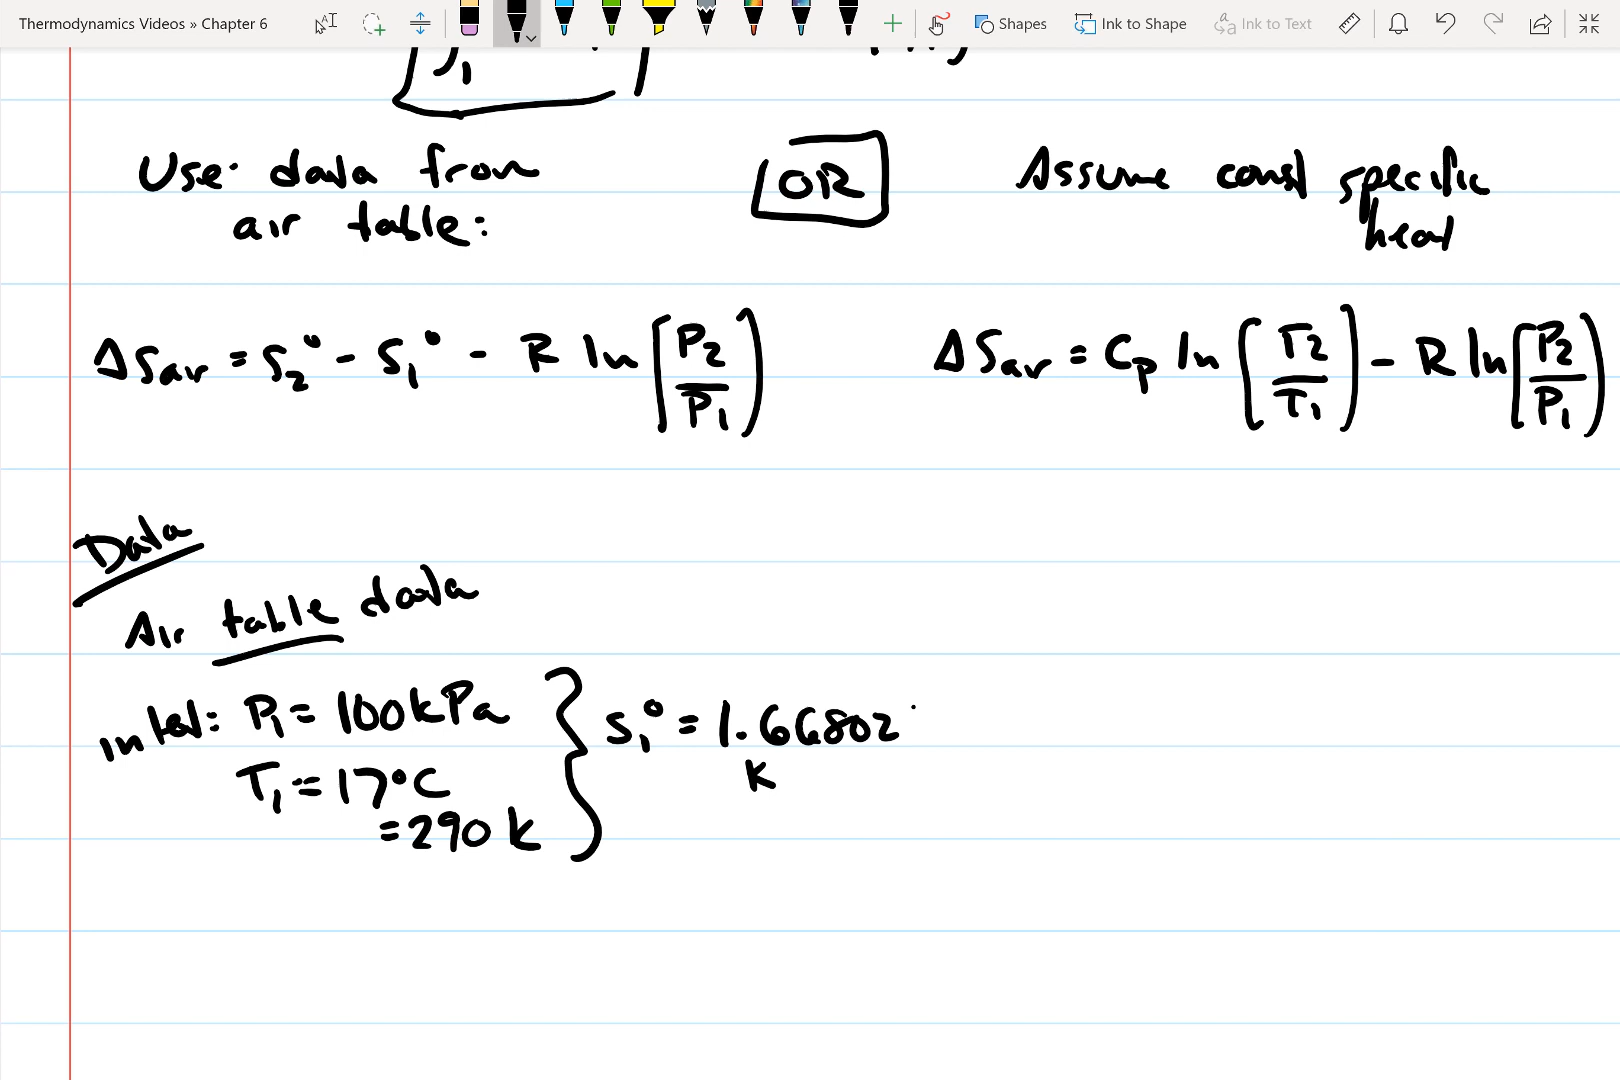 Thermodynamics Videos » Chapter 6
Shapes
Ink to Shape
Ink to Text
Use data from
air table:
OR
Assume const specific
heat
ΔSair = S₂° - S₁° - R ln [P₂/P₁)
ΔSair = Cp ln [T₂/T₁) - R ln [P₂/P₁)
Data
Air table data
inlet: P₁ = 100kPa
T₁ = 17°C
= 290 K
S₁° = 1.66802
K